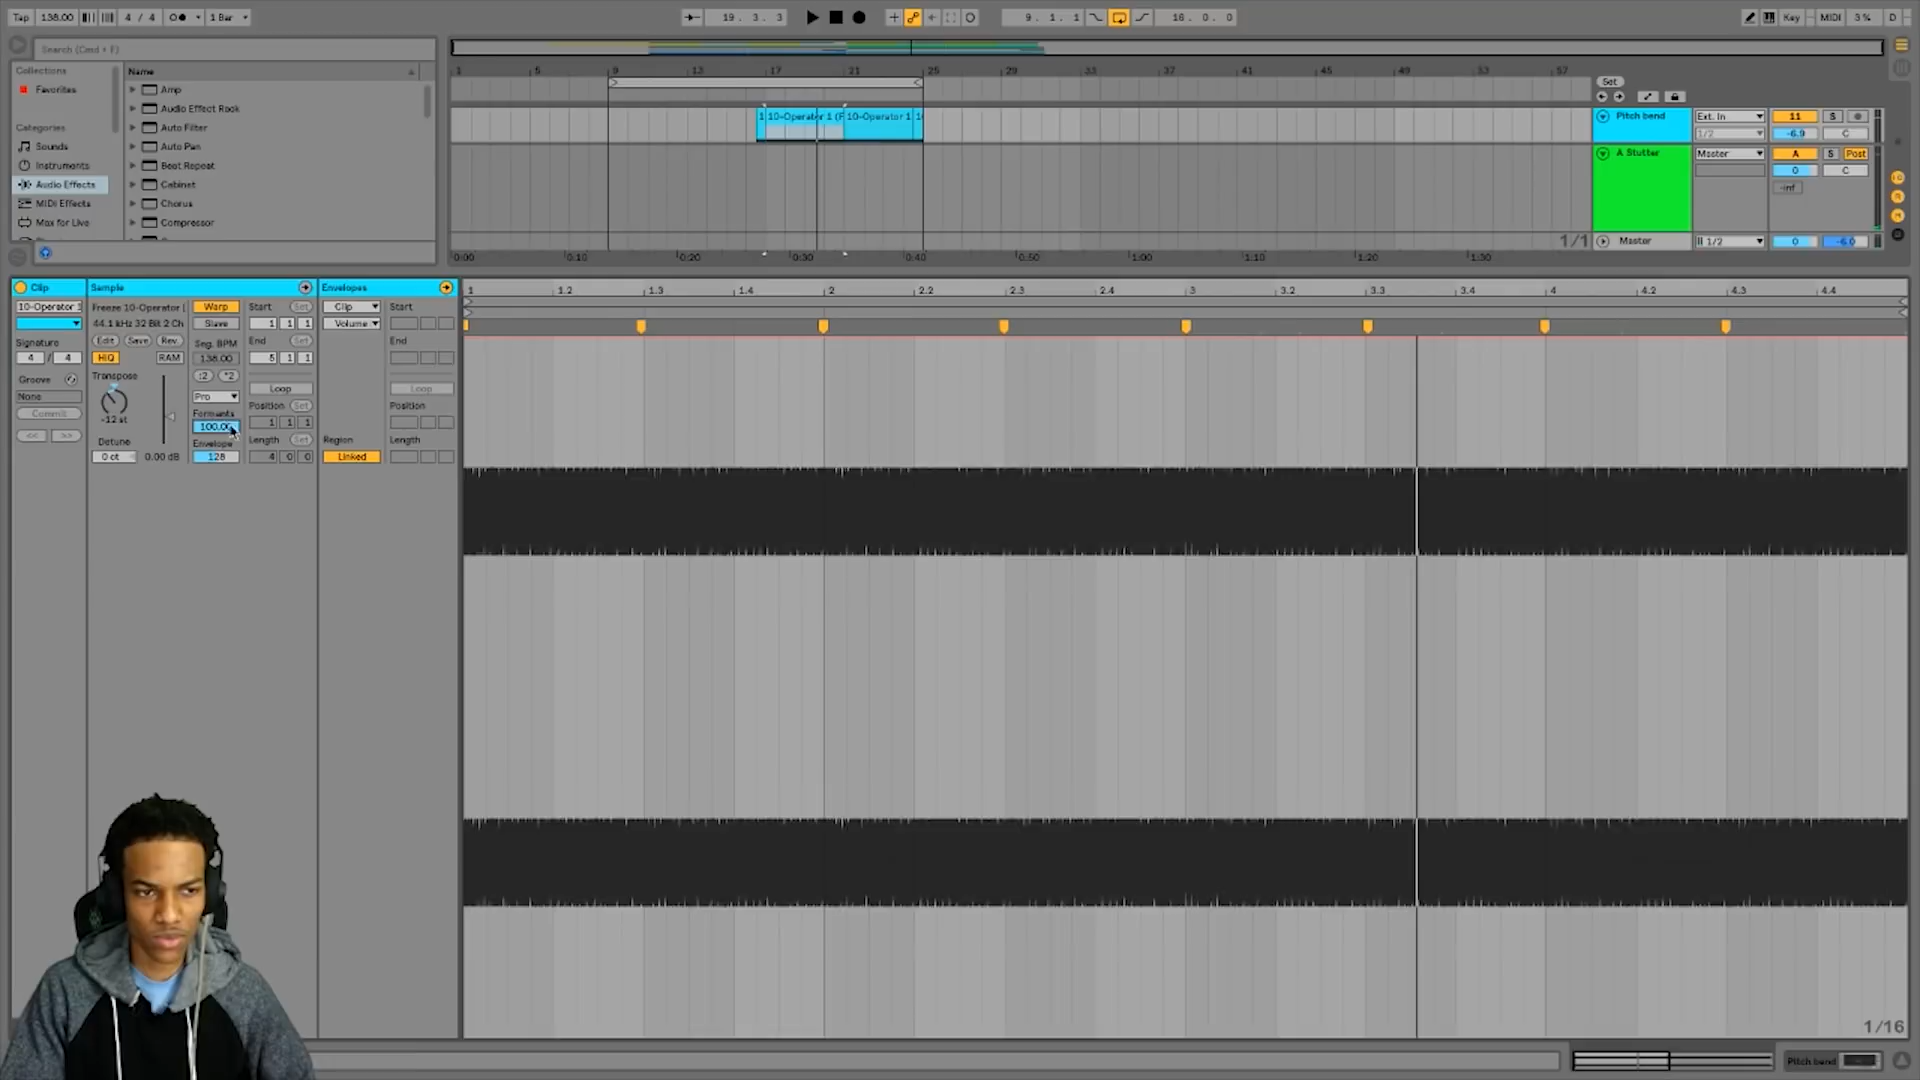 Tap 138.00 4 / 4 1 Bar 19 . 3 . 3 9 . 1 . 1 16 . 0 . 0 Key MIDI 3 % D
Search (Cmd + F)
Collections
Favorites
Categories
Sounds
Instruments
Audio Effects
MIDI Effects
Max for Live
Name
Amp
Audio Effect Rack
Auto Filter
Auto Pan
Beat Repeat
Cabinet
Chorus
Compressor
1 5 9 13 17 21 25 29 33 37 41 45 49 53 57
Set
10-Operator 1 (F 10-Operator 1
Pitch bend Ext. In 11 S
1/2 -6.9 C
A Stutter Master A S Post
0 C
-inf
1/1 Master 1/2 0 -6.0
0:00 0:10 0:20 0:30 0:40 0:50 1:00 1:10 1:20 1:30
Clip Sample Envelopes
10-Operator 1
Signature
4 / 4
Groove
None
Commit
<< >>
Freeze 10-Operator
44.1 kHz 32 Bit 2 Ch
Edit Save Rev.
HiQ RAM
Transpose
-12 st
Detune
0 ct 0.00 dB
Warp
Slave
Seg. BPM
138.00
:2 *2
Pro
Formants
100.00
Envelope
128
Start Set
1 1 1
End Set
5 1 1
Loop
Position Set
1 1 1
Length Set
4 0 0
Clip
Volume
Region
Linked
Start
End
Loop
Position
Length
1 1.2 1.3 1.4 2 2.2 2.3 2.4 3 3.2 3.3 3.4 4 4.2 4.3 4.4
1/16
Pitch bend